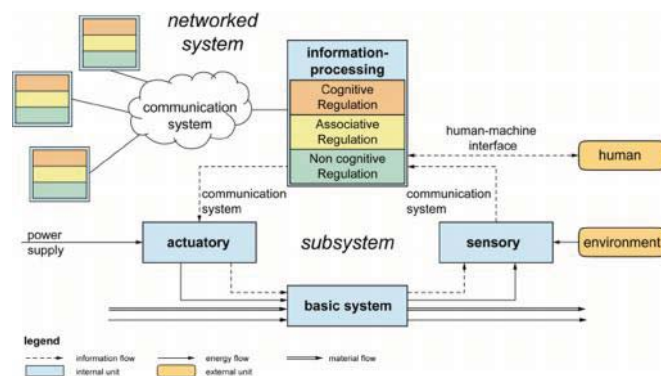 networked
system
communication
system
information-
processing
Cognitive
Regulation
Associative
Regulation
Non cognitive
Regulation
human-machine
interface
human
communication
system
communication
system
power
supply
actuatory
subsystem
sensory
environment
basic system
legend
information flow
energy flow
material flow
internal unit
external unit